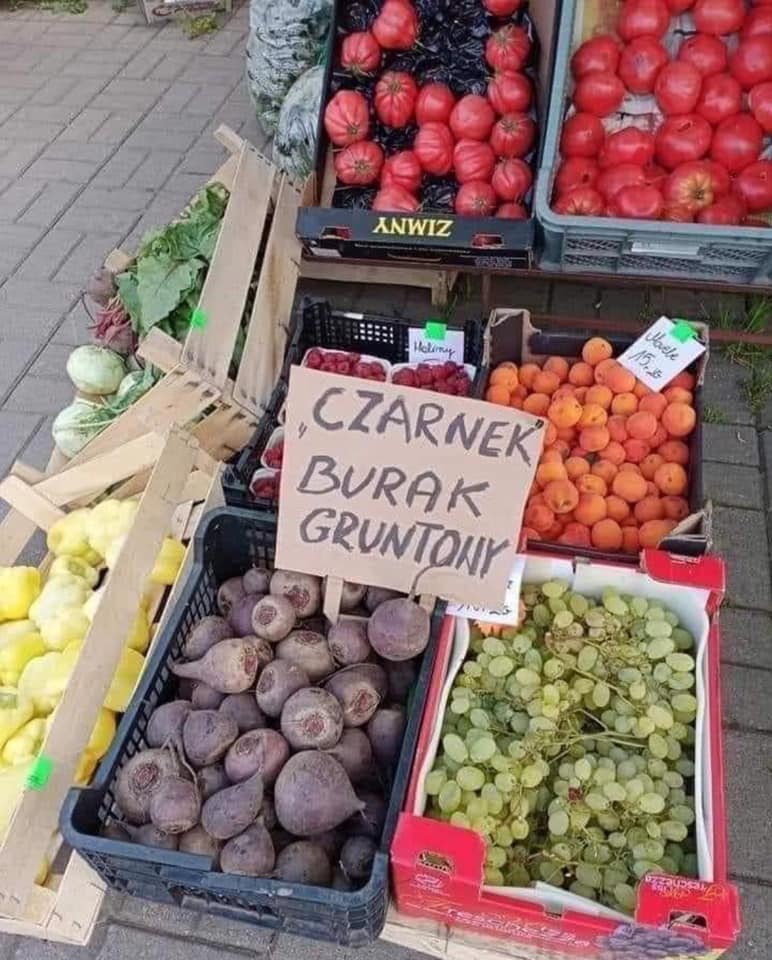 ZIMNY
Maliny
Morele
15,-
„CZARNEK”
BURAK
GRUNTOWY